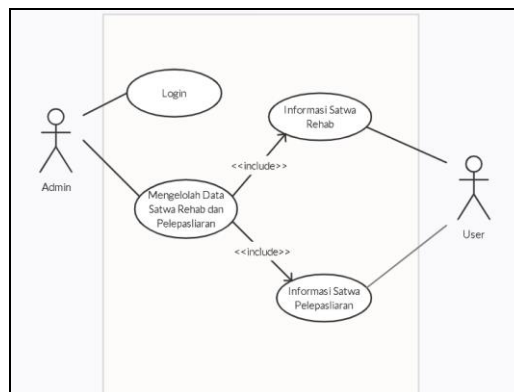 Login
Informasi Satwa
Rehab
<<include>>
Admin
Mengelolah Data
Satwa Rehab dan
Pelepasliaran
User
<<include>>
Informasi Satwa
Pelepasliaran